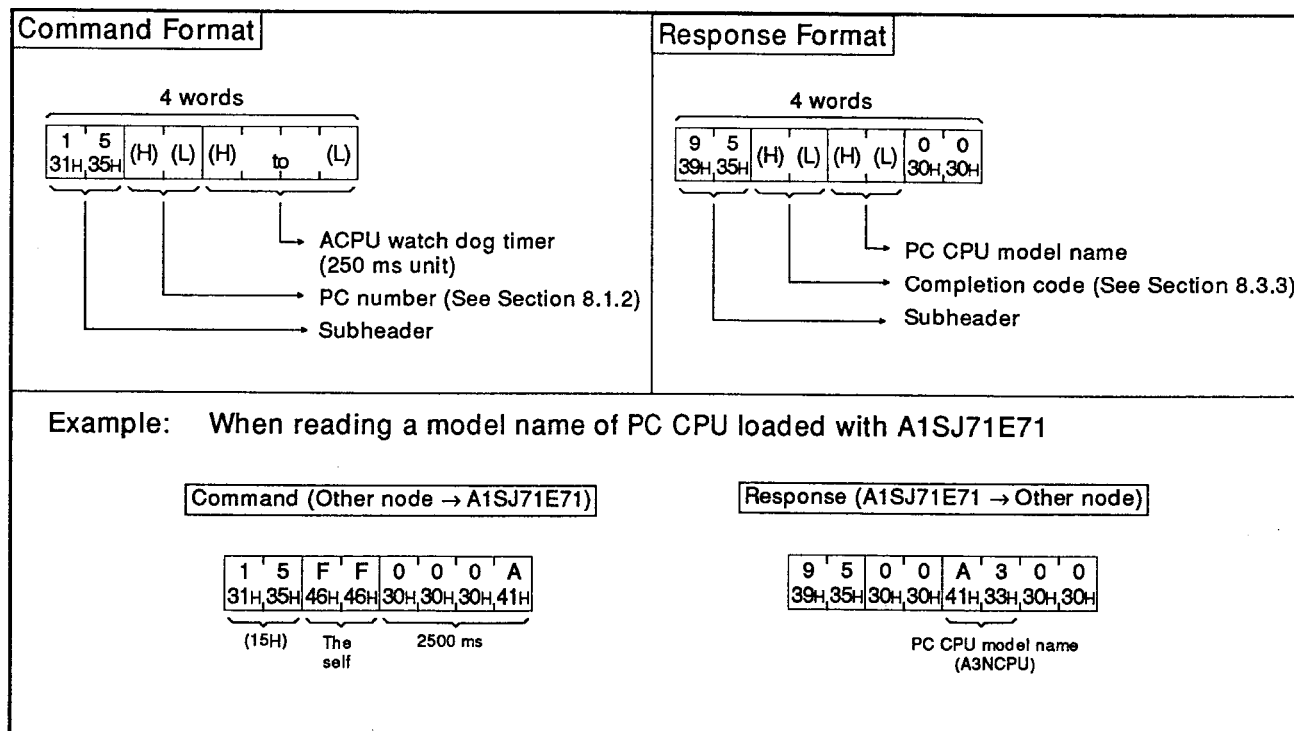 Command Format
4 words
1 5
31H 35H (H) (L) (H) to (L)
ACPU watch dog timer
(250 ms unit)
PC number (See Section 8.1.2)
Subheader
Response Format
4 words
9 5 0 0
39H 35H (H) (L) (H) (L) 30H 30H
PC CPU model name
Completion code (See Section 8.3.3)
Subheader
Example: When reading a model name of PC CPU loaded with A1SJ71E71
Command (Other node → A1SJ71E71)
1 5 F F 0 0 0 A
31H 35H 46H 46H 30H 30H 30H 41H
(15H) The self 2500 ms
Response (A1SJ71E71 → Other node)
9 5 0 0 A 3 0 0
39H 35H 30H 30H 41H 33H 30H 30H
PC CPU model name
(A3NCPU)